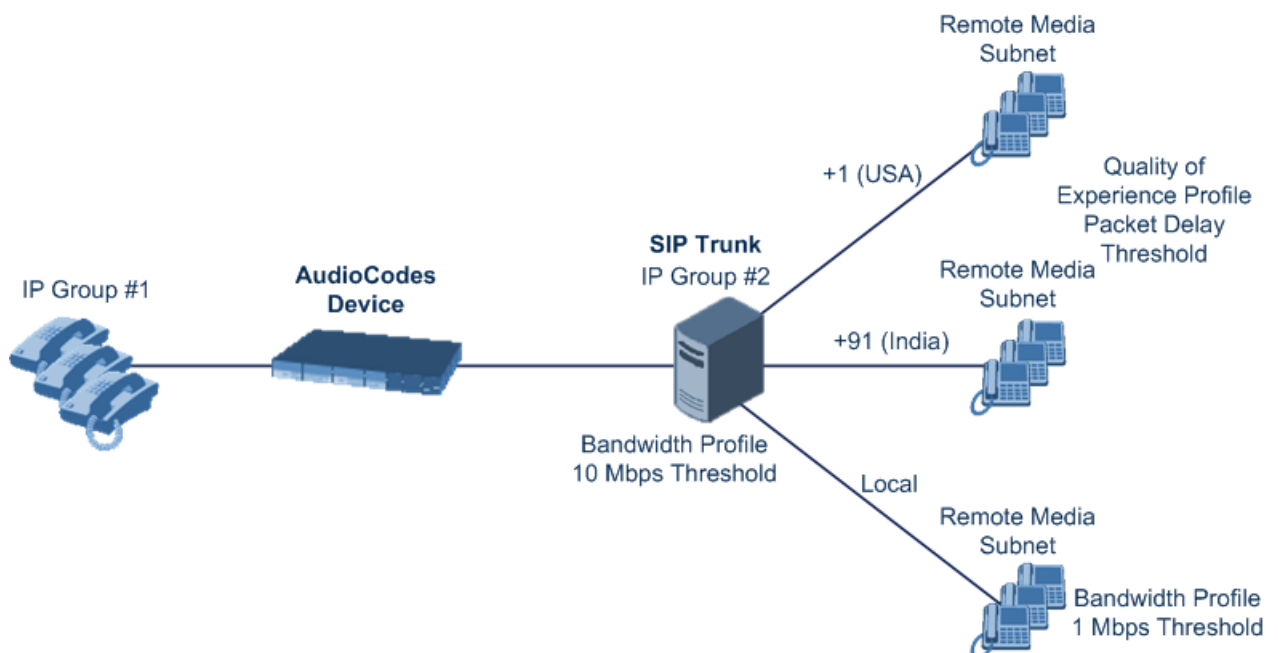 Remote Media
Subnet
+1 (USA)
Quality of
Experience Profile
Packet Delay
Threshold
SIP Trunk
IP Group #2
AudioCodes
Device
IP Group #1
Remote Media
Subnet
+91 (India)
Bandwidth Profile
10 Mbps Threshold
Local
Remote Media
Subnet
Bandwidth Profile
1 Mbps Threshold